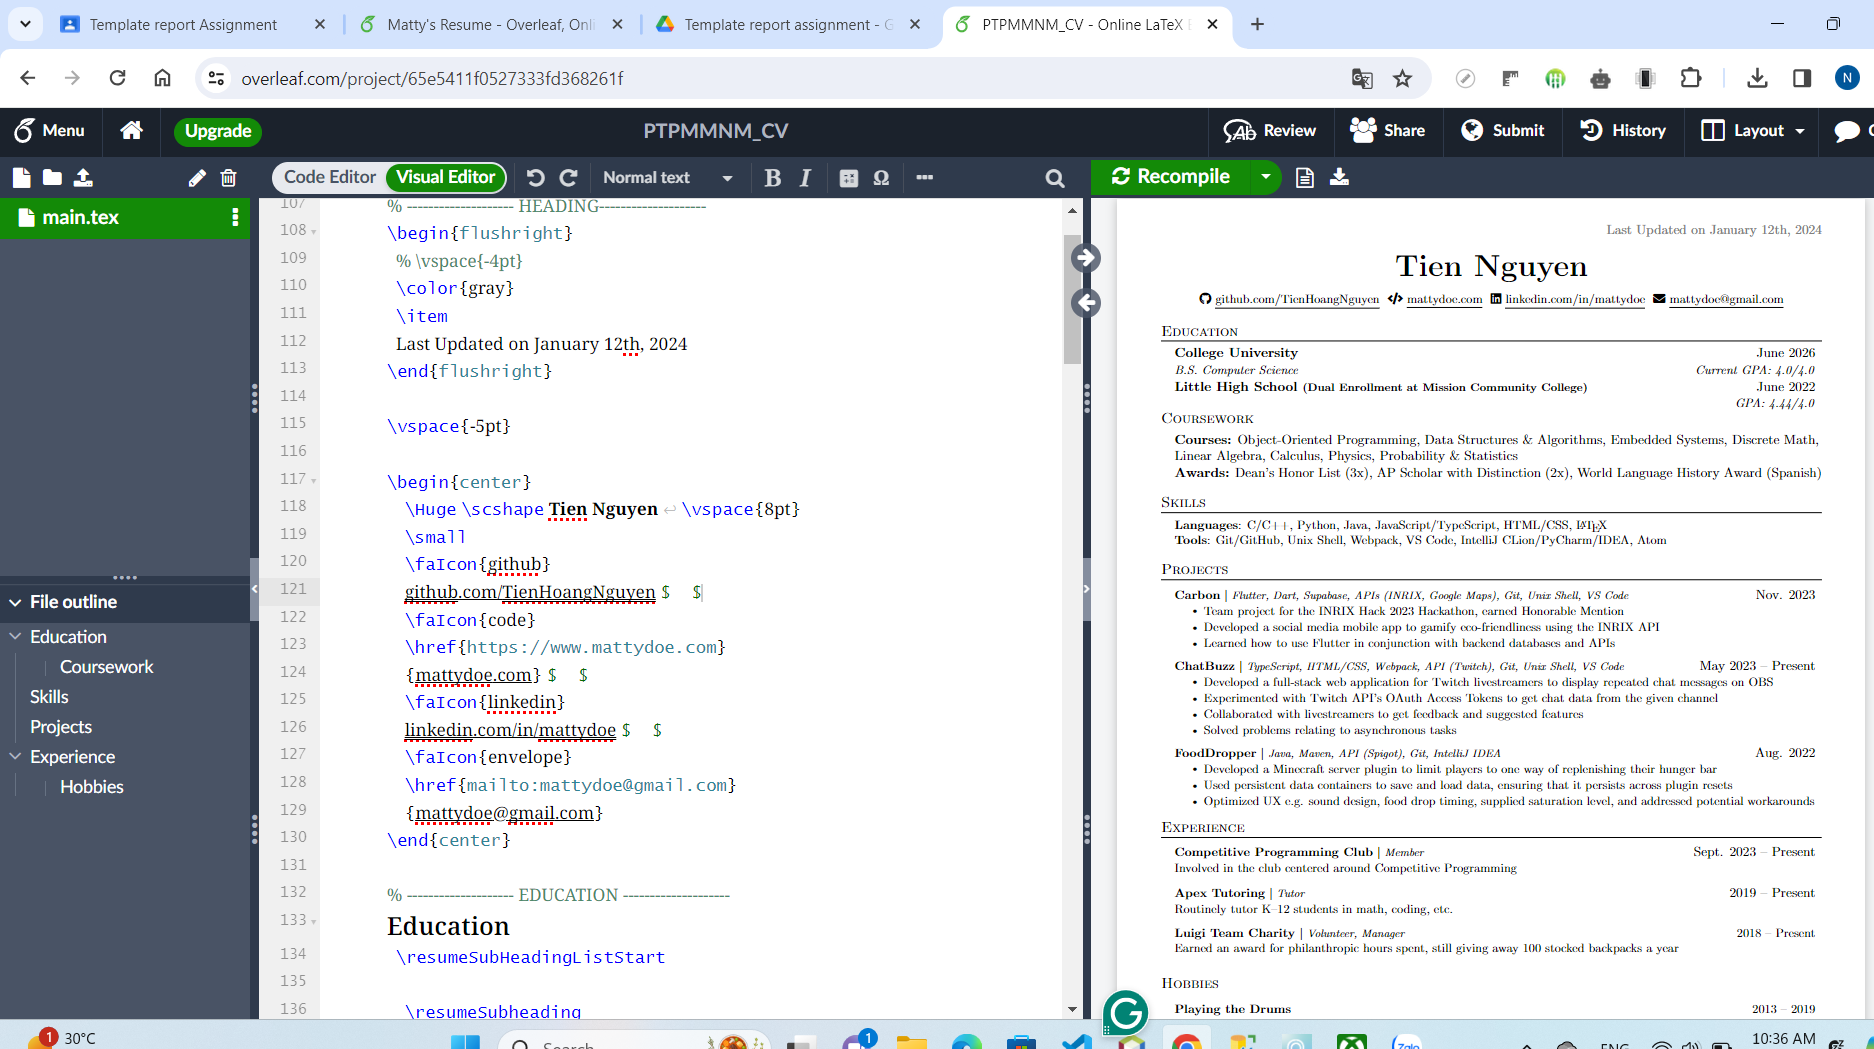 Template report Assignment
Matty's Resume - Overleaf, Onli
Template report assignment - G
PTPMMNM_CV - Online LaTeX E
overleaf.com/project/65e5411f0527333fd368261f
N
Menu
Upgrade
PTPMMNM_CV
Review
Share
Submit
History
Layout
Code Editor
Visual Editor
Normal text
B I Ω
Recompile
main.tex
File outline
Education
Coursework
Skills
Projects
Experience
Hobbies
107 % -------------------- HEADING--------------------
108 \begin{flushright}
109 % \vspace{-4pt}
110 \color{gray}
111 \item
112 Last Updated on January 12th, 2024
113 \end{flushright}
114
115 \vspace{-5pt}
116
117 \begin{center}
118 \Huge \scshape Tien Nguyen ↩ \vspace{8pt}
119 \small
120 \faIcon{github}
121 github.com/TienHoangNguyen $ $
122 \faIcon{code}
123 \href{https://www.mattydoe.com}
124 {mattydoe.com} $ $
125 \faIcon{linkedin}
126 linkedin.com/in/mattydoe $ $
127 \faIcon{envelope}
128 \href{mailto:mattydoe@gmail.com}
129 {mattydoe@gmail.com}
130 \end{center}
131
132 % -------------------- EDUCATION --------------------
133 Education
134 \resumeSubHeadingListStart
135
136 \resumeSubheading
Last Updated on January 12th, 2024
Tien Nguyen
github.com/TienHoangNguyen mattydoe.com linkedin.com/in/mattydoe mattydoe@gmail.com
Education
College University June 2026
B.S. Computer Science Current GPA: 4.0/4.0
Little High School (Dual Enrollment at Mission Community College) June 2022
GPA: 4.44/4.0
Coursework
Courses: Object-Oriented Programming, Data Structures & Algorithms, Embedded Systems, Discrete Math,
Linear Algebra, Calculus, Physics, Probability & Statistics
Awards: Dean's Honor List (3x), AP Scholar with Distinction (2x), World Language History Award (Spanish)
Skills
Languages: C/C++, Python, Java, JavaScript/TypeScript, HTML/CSS, LATEX
Tools: Git/GitHub, Unix Shell, Webpack, VS Code, IntelliJ CLion/PyCharm/IDEA, Atom
Projects
Carbon | Flutter, Dart, Supabase, APIs (INRIX, Google Maps), Git, Unix Shell, VS Code Nov. 2023
• Team project for the INRIX Hack 2023 Hackathon, earned Honorable Mention
• Developed a social media mobile app to gamify eco-friendliness using the INRIX API
• Learned how to use Flutter in conjunction with backend databases and APIs
ChatBuzz | TypeScript, HTML/CSS, Webpack, API (Twitch), Git, Unix Shell, VS Code May 2023 – Present
• Developed a full-stack web application for Twitch livestreamers to display repeated chat messages on OBS
• Experimented with Twitch API's OAuth Access Tokens to get chat data from the given channel
• Collaborated with livestreamers to get feedback and suggested features
• Solved problems relating to asynchronous tasks
FoodDropper | Java, Maven, API (Spigot), Git, IntelliJ IDEA Aug. 2022
• Developed a Minecraft server plugin to limit players to one way of replenishing their hunger bar
• Used persistent data containers to save and load data, ensuring that it persists across plugin resets
• Optimized UX e.g. sound design, food drop timing, supplied saturation level, and addressed potential workarounds
Experience
Competitive Programming Club | Member Sept. 2023 – Present
Involved in the club centered around Competitive Programming
Apex Tutoring | Tutor 2019 – Present
Routinely tutor K–12 students in math, coding, etc.
Luigi Team Charity | Volunteer, Manager 2018 – Present
Earned an award for philanthropic hours spent, still giving away 100 stocked backpacks a year
Hobbies
Playing the Drums 2013 – 2019
1
30°C
Search
1
Zalo
ENG
10:36 AM